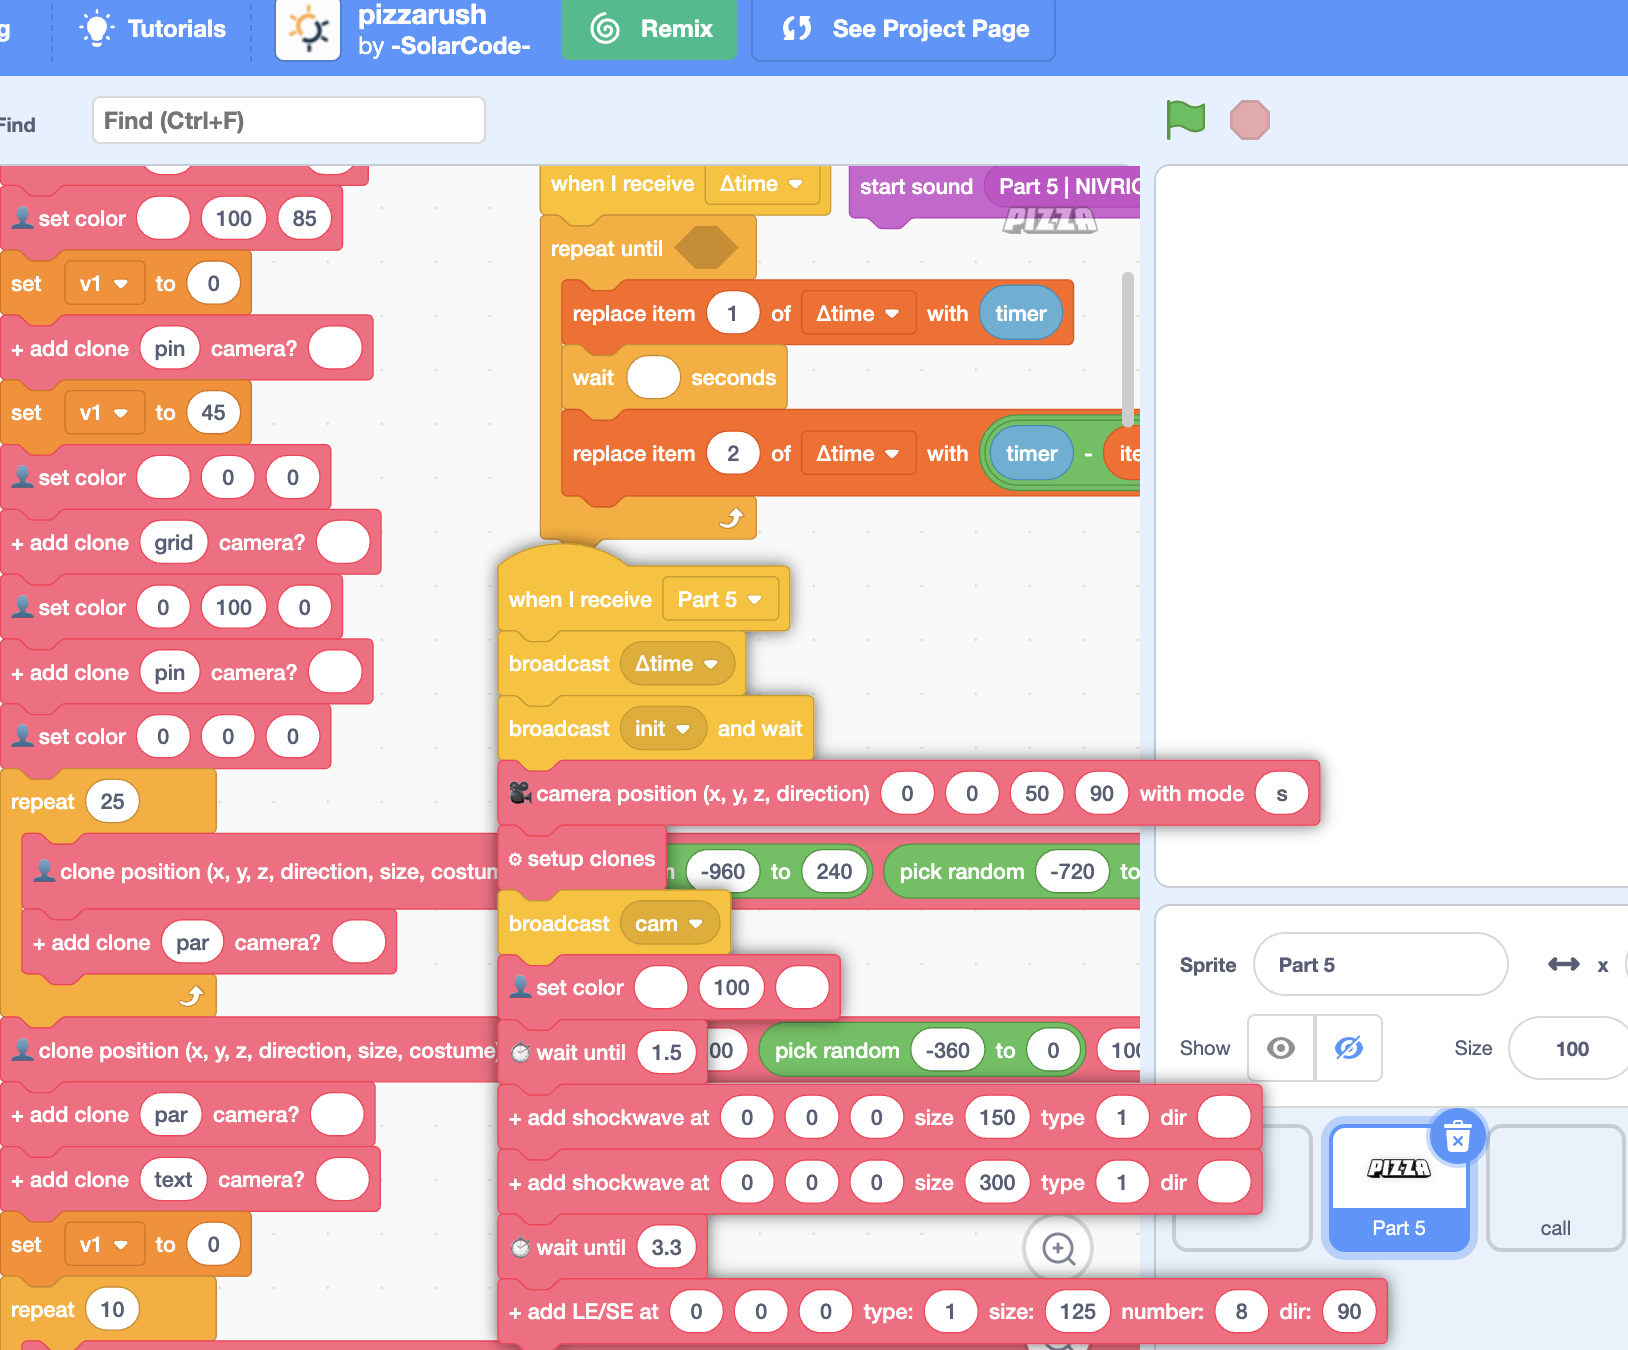 g
Tutorials
pizzarush
by -SolarCode-
Remix
See Project Page
Find
Find (Ctrl+F)
set color 100 85
set v1 to 0
+ add clone pin camera?
set v1 to 45
set color 0 0
+ add clone grid camera?
set color 0 100 0
+ add clone pin camera?
set color 0 0 0
repeat 25
clone position (x, y, z, direction, size, costum
-960 to 240 pick random -720 to
+ add clone par camera?
clone position (x, y, z, direction, size, costume)
00 pick random -360 to 0 100
+ add clone par camera?
+ add clone text camera?
set v1 to 0
repeat 10
when I receive Δtime
repeat until
replace item 1 of Δtime with timer
wait seconds
replace item 2 of Δtime with timer - ite
start sound Part 5 | NIVRIC
PIZZA
when I receive Part 5
broadcast Δtime
broadcast init and wait
camera position (x, y, z, direction) 0 0 50 90 with mode s
setup clones
broadcast cam
set color 100
wait until 1.5
+ add shockwave at 0 0 0 size 150 type 1 dir
+ add shockwave at 0 0 0 size 300 type 1 dir
wait until 3.3
+ add LE/SE at 0 0 0 type: 1 size: 125 number: 8 dir: 90
Sprite Part 5 x
Show Size 100
PIZZA
Part 5
call